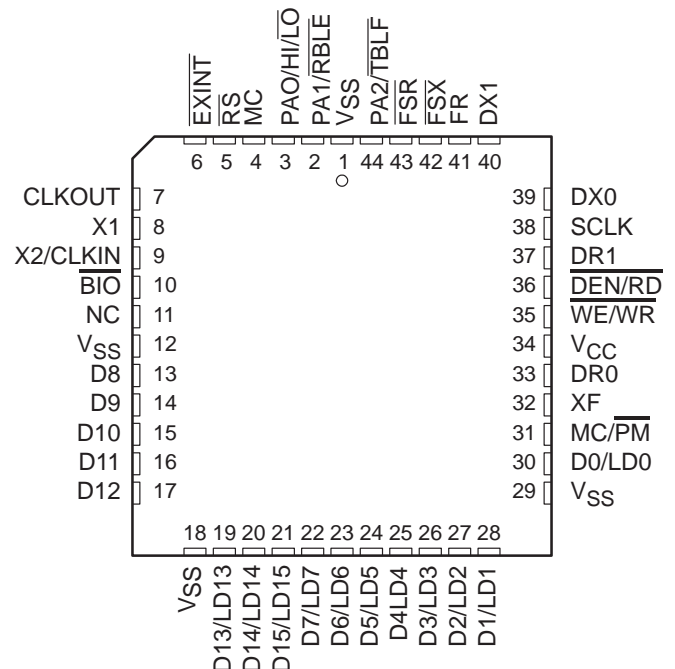 EXINT
RS
MC
PAO/HI/LO
PA1/RBLE
VSS
PA2/TBLF
FSR
FSX
FR
DX1
6 5 4 3 2 1 44 43 42 41 40
CLKOUT 7
X1 8
X2/CLKIN 9
BIO 10
NC 11
VSS 12
D8 13
D9 14
D10 15
D11 16
D12 17
39 DX0
38 SCLK
37 DR1
36 DEN/RD
35 WE/WR
34 VCC
33 DR0
32 XF
31 MC/PM
30 D0/LD0
29 VSS
18 19 20 21 22 23 24 25 26 27 28
VSS
D13/LD13
D14/LD14
D15/LD15
D7/LD7
D6/LD6
D5/LD5
D4LD4
D3/LD3
D2/LD2
D1/LD1